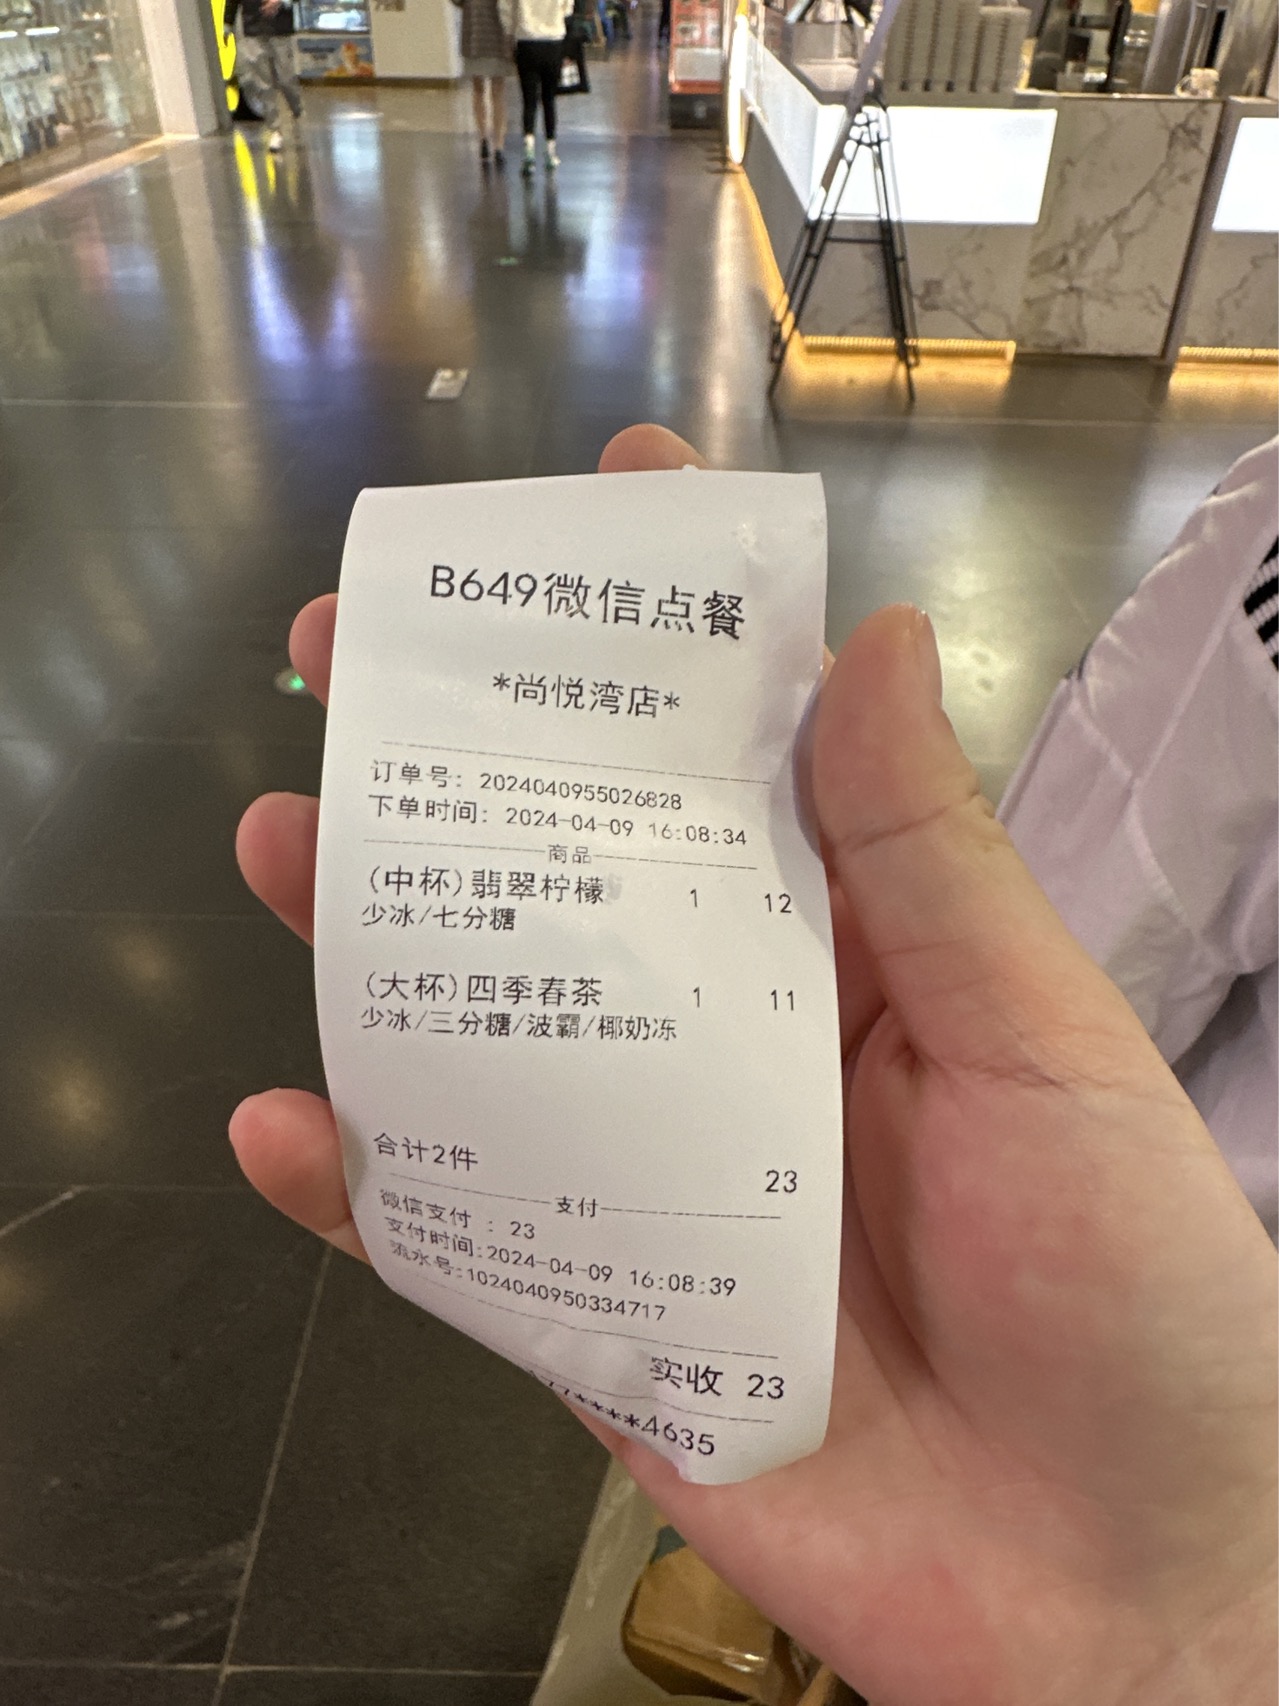 B649微信点餐
*尚悦湾店*
订单号: 2024040955026828
下单时间: 2024-04-09 16:08:34
商品
(中杯)翡翠柠檬 1 12
少冰/七分糖
(大杯)四季春茶 1 11
少冰/三分糖/波霸/椰奶冻
合计2件 23
支付
微信支付 : 23
支付时间:2024-04-09 16:08:39
流水号:1024040950334717
实收 23
****4635